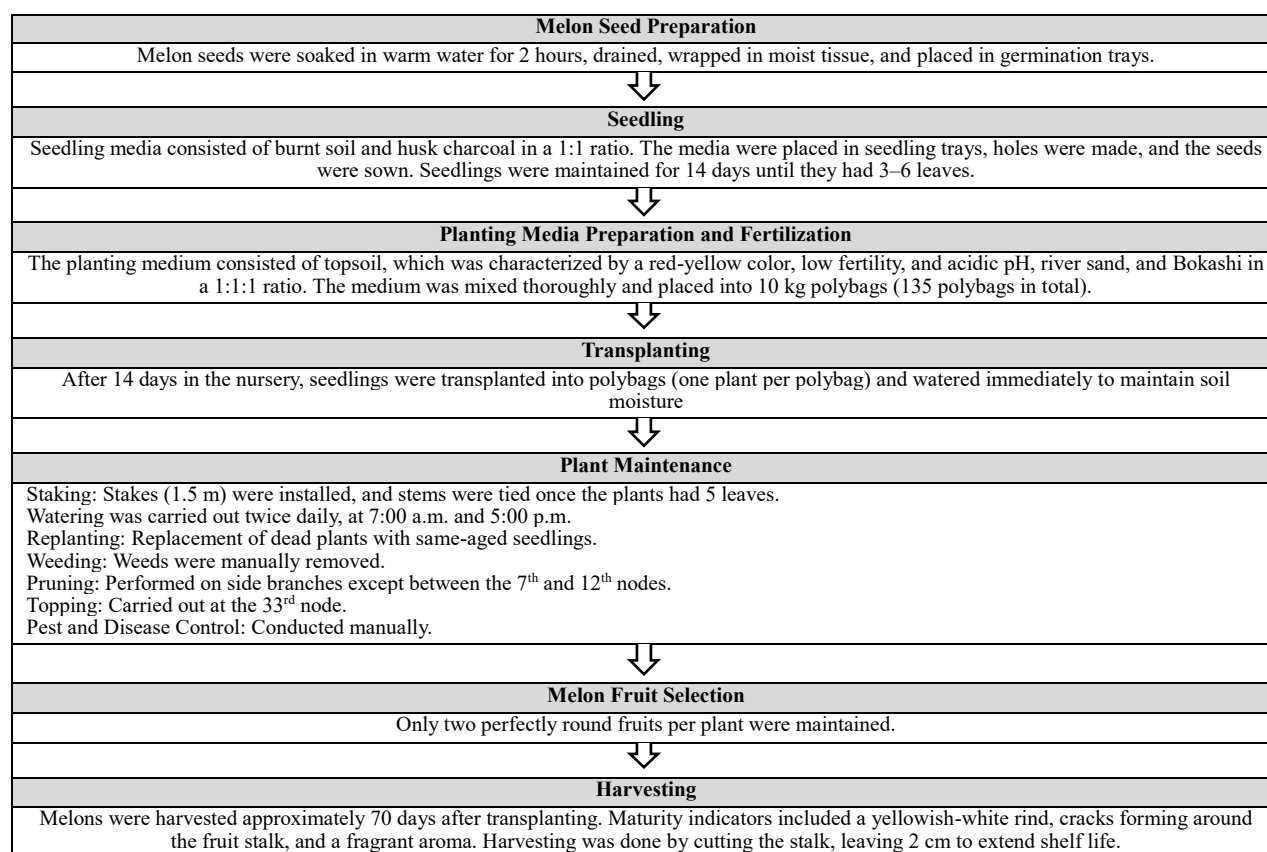 Melon Seed Preparation
Melon seeds were soaked in warm water for 2 hours, drained, wrapped in moist tissue, and placed in germination trays.
Seedling
Seedling media consisted of burnt soil and husk charcoal in a 1:1 ratio. The media were placed in seedling trays, holes were made, and the seeds
were sown. Seedlings were maintained for 14 days until they had 3–6 leaves.
Planting Media Preparation and Fertilization
The planting medium consisted of topsoil, which was characterized by a red-yellow color, low fertility, and acidic pH, river sand, and Bokashi in
a 1:1:1 ratio. The medium was mixed thoroughly and placed into 10 kg polybags (135 polybags in total).
Transplanting
After 14 days in the nursery, seedlings were transplanted into polybags (one plant per polybag) and watered immediately to maintain soil
moisture
Plant Maintenance
Staking: Stakes (1.5 m) were installed, and stems were tied once the plants had 5 leaves.
Watering was carried out twice daily, at 7:00 a.m. and 5:00 p.m.
Replanting: Replacement of dead plants with same-aged seedlings.
Weeding: Weeds were manually removed.
Pruning: Performed on side branches except between the 7th and 12th nodes.
Topping: Carried out at the 33rd node.
Pest and Disease Control: Conducted manually.
Melon Fruit Selection
Only two perfectly round fruits per plant were maintained.
Harvesting
Melons were harvested approximately 70 days after transplanting. Maturity indicators included a yellowish-white rind, cracks forming around
the fruit stalk, and a fragrant aroma. Harvesting was done by cutting the stalk, leaving 2 cm to extend shelf life.